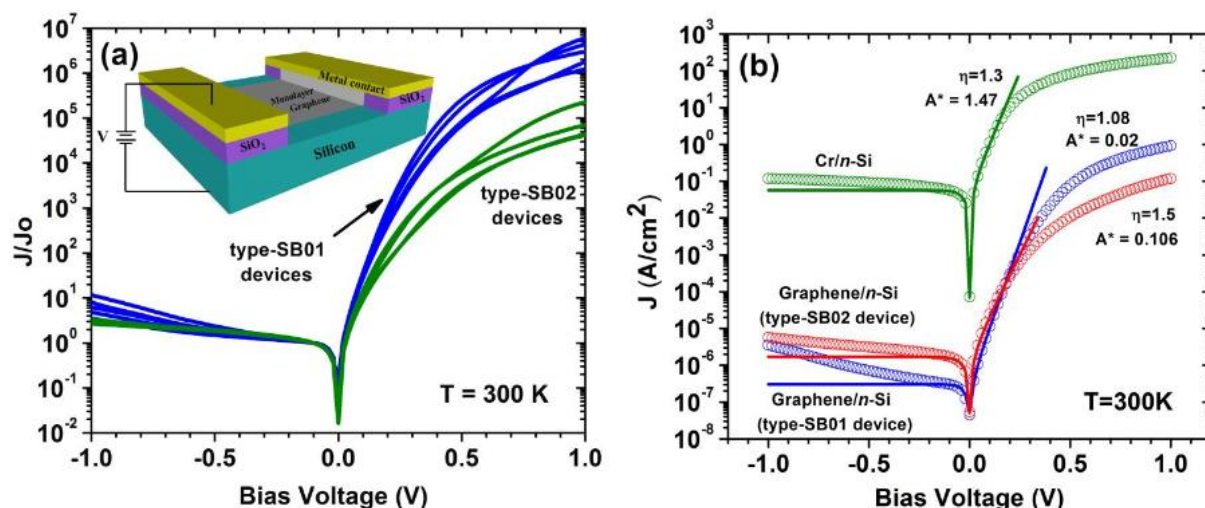 (a)
10^7
10^6
10^5
10^4
10^3
10^2
10^1
10^0
10^-1
10^-2
J/Jo
-1.0 -0.5 0.0 0.5 1.0
Bias Voltage (V)
Metal contact
Monolayer
Graphene
SiO₂
SiO₂
Silicon
V
type-SB01
devices
type-SB02
devices
T = 300 K
(b)
10^3
10^2
10^1
10^0
10^-1
10^-2
10^-3
10^-4
10^-5
10^-6
10^-7
10^-8
J (A/cm²)
-1.0 -0.5 0.0 0.5 1.0
Bias Voltage (V)
η=1.3
A* = 1.47
η=1.08
A* = 0.02
Cr/n-Si
η=1.5
A* = 0.106
Graphene/n-Si
(type-SB02 device)
Graphene/n-Si
(type-SB01 device)
T=300K